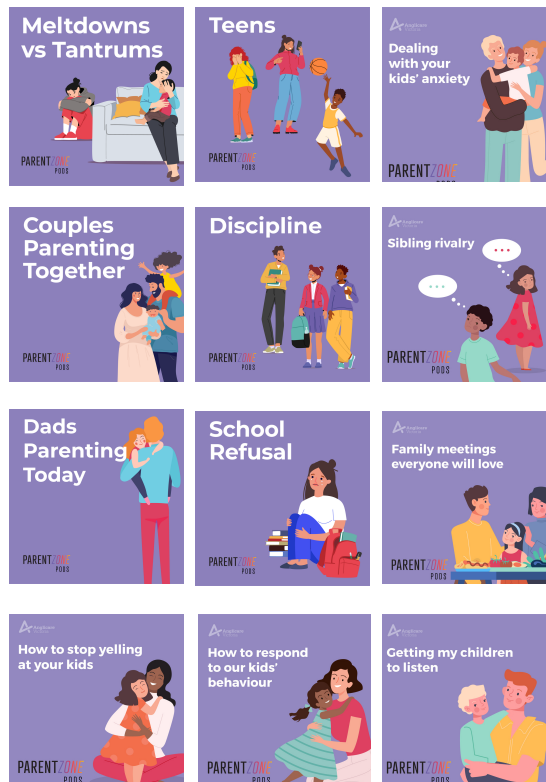 Meltdowns
vs Tantrums
PARENTZONE
PODS
Teens
PARENTZONE
PODS
Dealing
with your
kids' anxiety
PARENTZONE
PODS
Couples
Parenting
Together
PARENTZONE
PODS
Discipline
PARENTZONE
PODS
Sibling rivalry
PARENTZONE
PODS
Dads
Parenting
Today
PARENTZONE
PODS
School
Refusal
PARENTZONE
PODS
Family meetings
everyone will love
PARENTZONE
PODS
How to stop yelling
at your kids
PARENTZONE
How to respond
to our kids'
behaviour
PARENTZONE
Getting my children
to listen
PARENTZONE